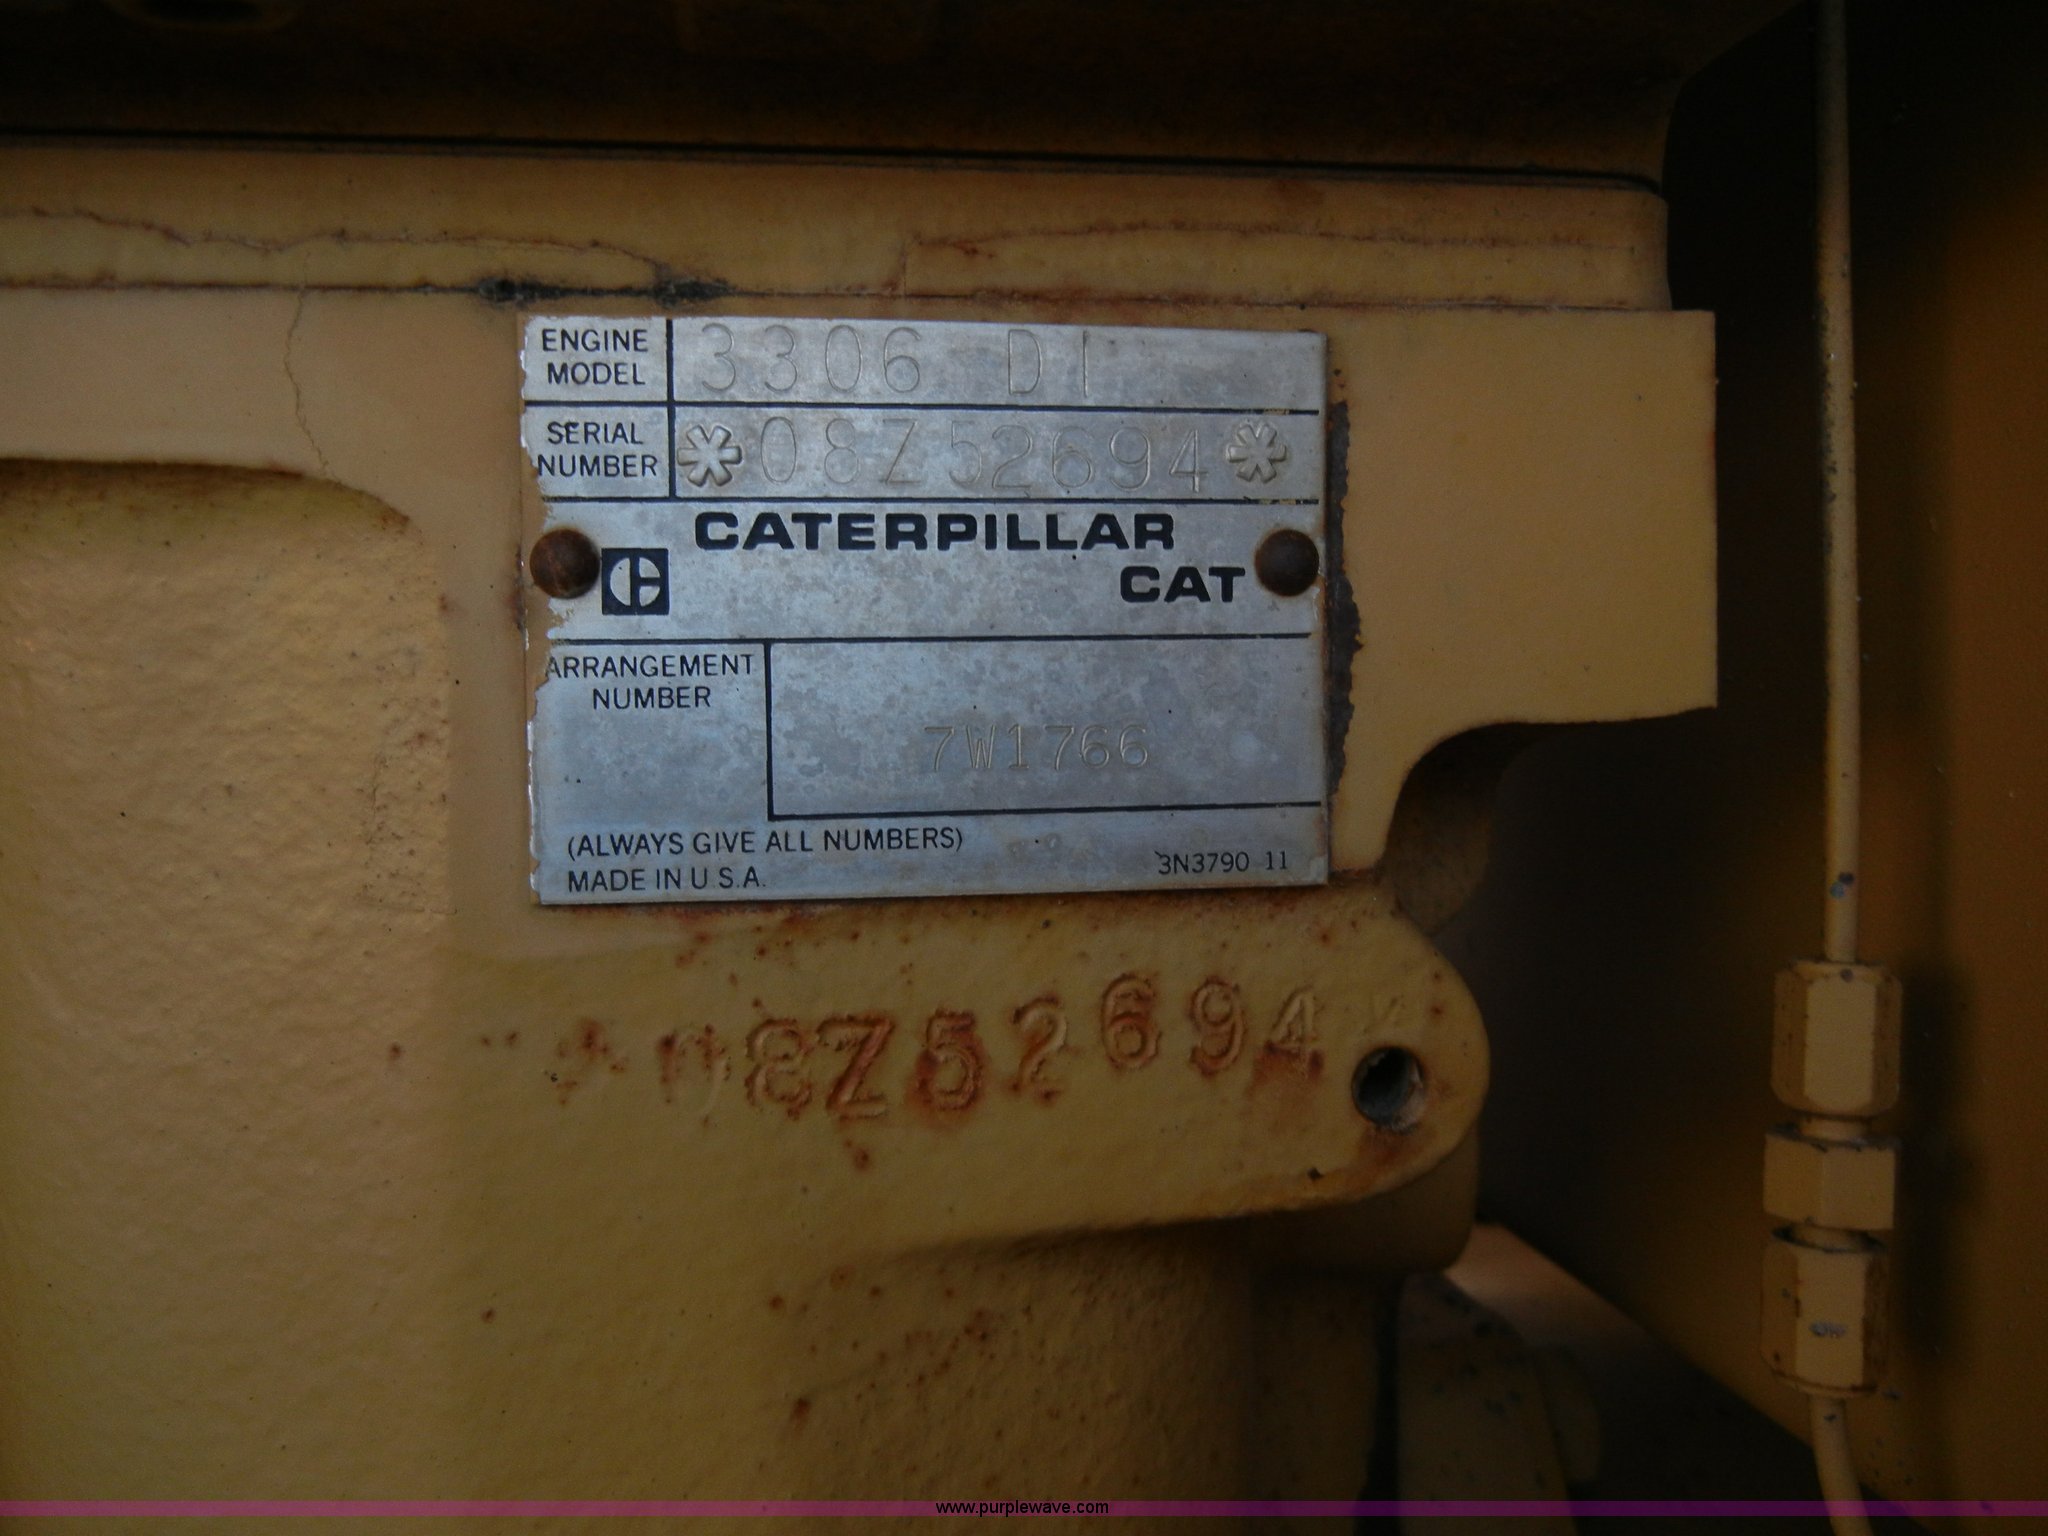 ENGINE MODEL 3306 DI
SERIAL NUMBER *08Z52694*
CATERPILLAR
CAT
ARRANGEMENT NUMBER 7W1766
(ALWAYS GIVE ALL NUMBERS)
MADE IN U.S.A. 3N3790 11
08Z52694
www.purplewave.com